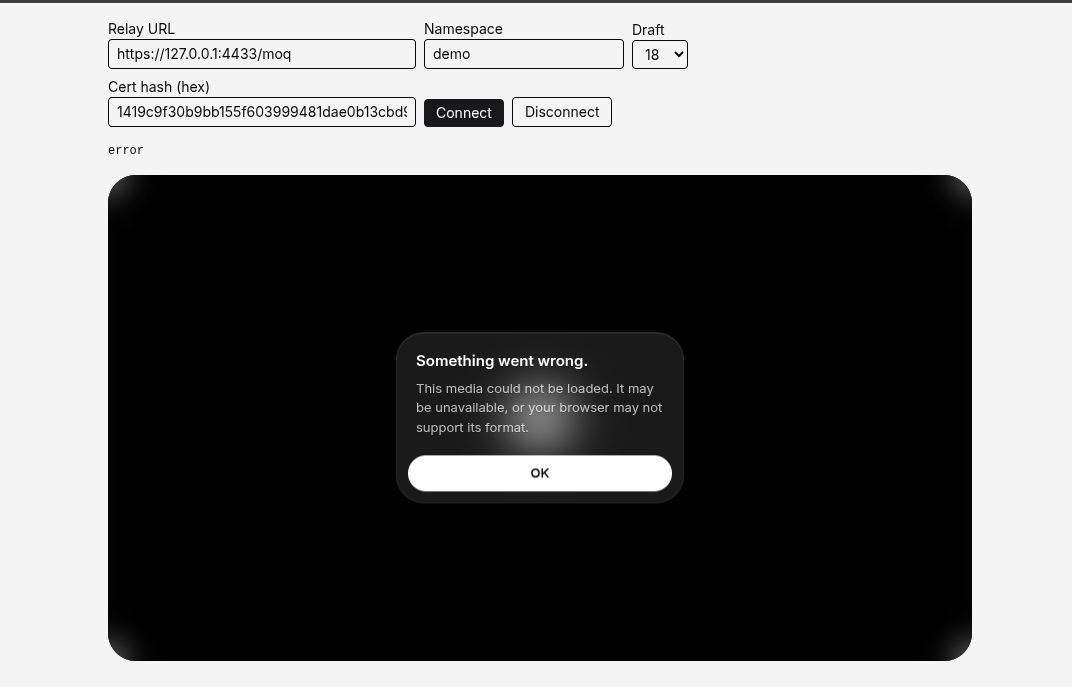 Relay URL
Namespace
Draft
https://127.0.0.1:4433/moq
demo
18
Cert hash (hex)
1419c9f30b9bb155f603999481dae0b13cbd9
Connect
Disconnect
error
Something went wrong.
This media could not be loaded. It may
be unavailable, or your browser may not
support its format.
OK